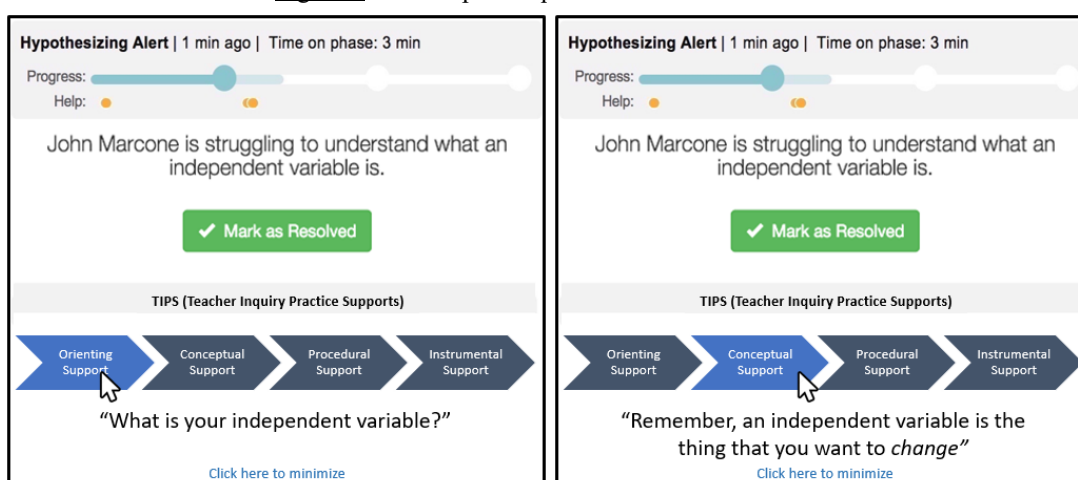 Hypothesizing Alert | 1 min ago | Time on phase: 3 min
Progress:
Help:
John Marcone is struggling to understand what an
independent variable is.
✔ Mark as Resolved
TIPS (Teacher Inquiry Practice Supports)
Orienting
Support
Conceptual
Support
Procedural
Support
Instrumental
Support
“What is your independent variable?”
Click here to minimize
Hypothesizing Alert | 1 min ago | Time on phase: 3 min
Progress:
Help:
John Marcone is struggling to understand what an
independent variable is.
✔ Mark as Resolved
TIPS (Teacher Inquiry Practice Supports)
Orienting
Support
Conceptual
Support
Procedural
Support
Instrumental
Support
“Remember, an independent variable is the
thing that you want to change”
Click here to minimize